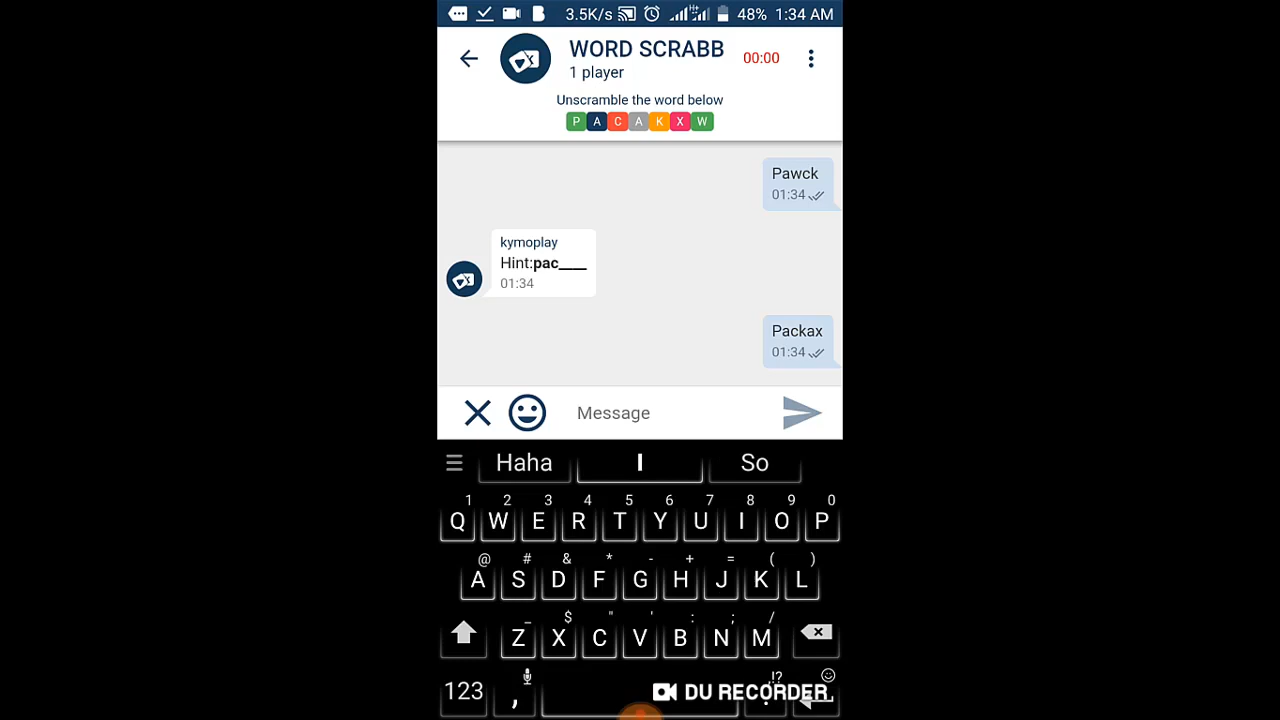 3.5K/s 48% 1:34 AM
WORD SCRABB 00:00
1 player
Unscramble the word below
P A C A K X W
Pawck
01:34
kymoplay
Hint:pac____
01:34
Packax
01:34
Message
Haha I So
1 2 3 4 5 6 7 8 9 0
Q W E R T Y U I O P
@ # & * - + = ( )
A S D F G H J K L
_ $ " ' : ; /
Z X C V B N M
!?
123 , .
DU RECORDER